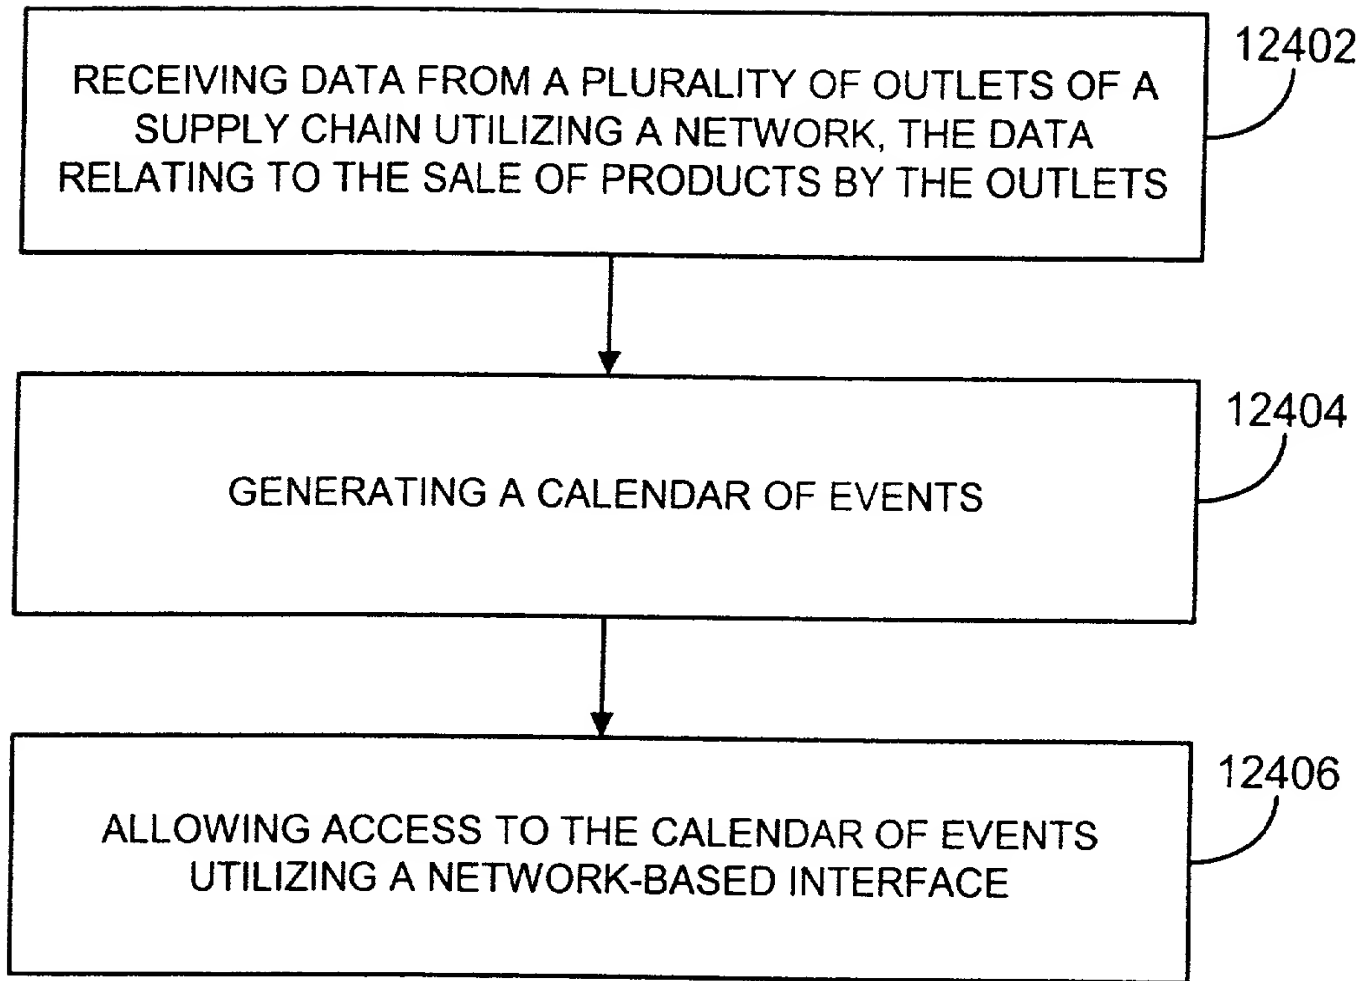 12402
RECEIVING DATA FROM A PLURALITY OF OUTLETS OF A
SUPPLY CHAIN UTILIZING A NETWORK, THE DATA
RELATING TO THE SALE OF PRODUCTS BY THE OUTLETS
12404
GENERATING A CALENDAR OF EVENTS
12406
ALLOWING ACCESS TO THE CALENDAR OF EVENTS
UTILIZING A NETWORK-BASED INTERFACE